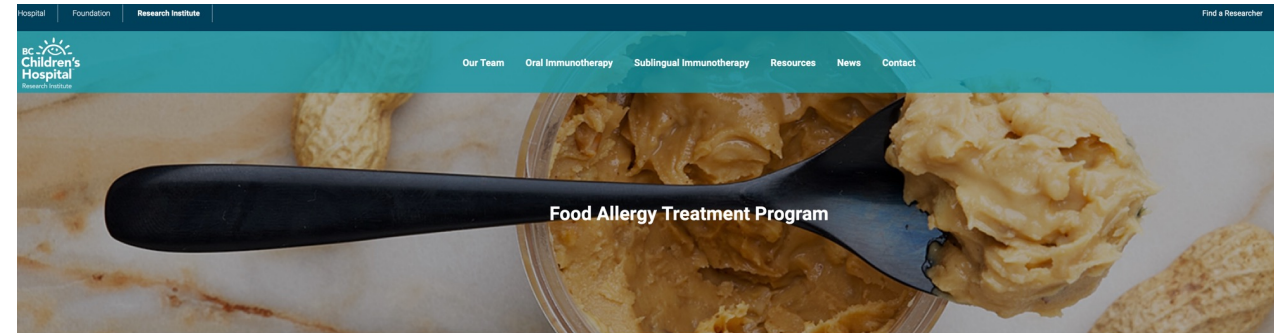 Hospital Foundation Research Institute Find a Researcher
BC
Children's
Hospital
Research Institute
Our Team Oral Immunotherapy Sublingual Immunotherapy Resources News Contact
Food Allergy Treatment Program